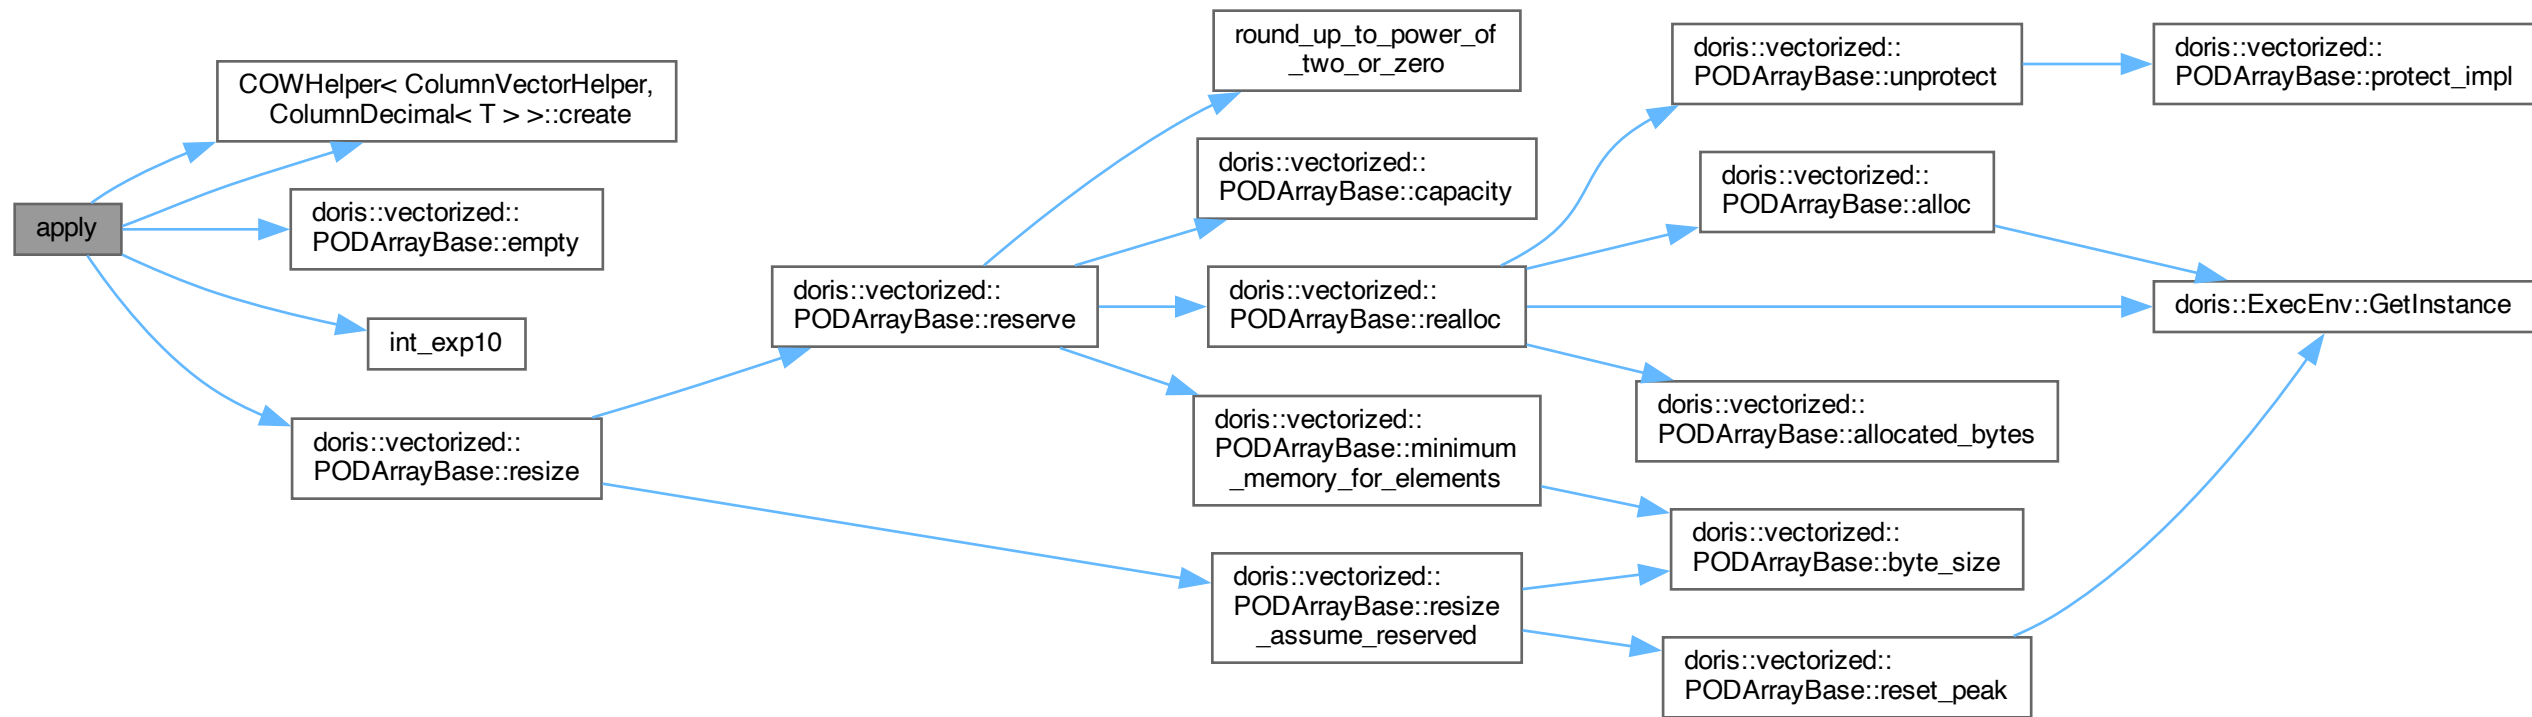 apply
COWHelper< ColumnVectorHelper,
ColumnDecimal< T > >::create
doris::vectorized::
PODArrayBase::empty
int_exp10
doris::vectorized::
PODArrayBase::resize
doris::vectorized::
PODArrayBase::reserve
round_up_to_power_of
_two_or_zero
doris::vectorized::
PODArrayBase::capacity
doris::vectorized::
PODArrayBase::realloc
doris::vectorized::
PODArrayBase::minimum
_memory_for_elements
doris::vectorized::
PODArrayBase::resize
_assume_reserved
doris::vectorized::
PODArrayBase::unprotect
doris::vectorized::
PODArrayBase::alloc
doris::vectorized::
PODArrayBase::allocated_bytes
doris::vectorized::
PODArrayBase::byte_size
doris::vectorized::
PODArrayBase::reset_peak
doris::vectorized::
PODArrayBase::protect_impl
doris::ExecEnv::GetInstance